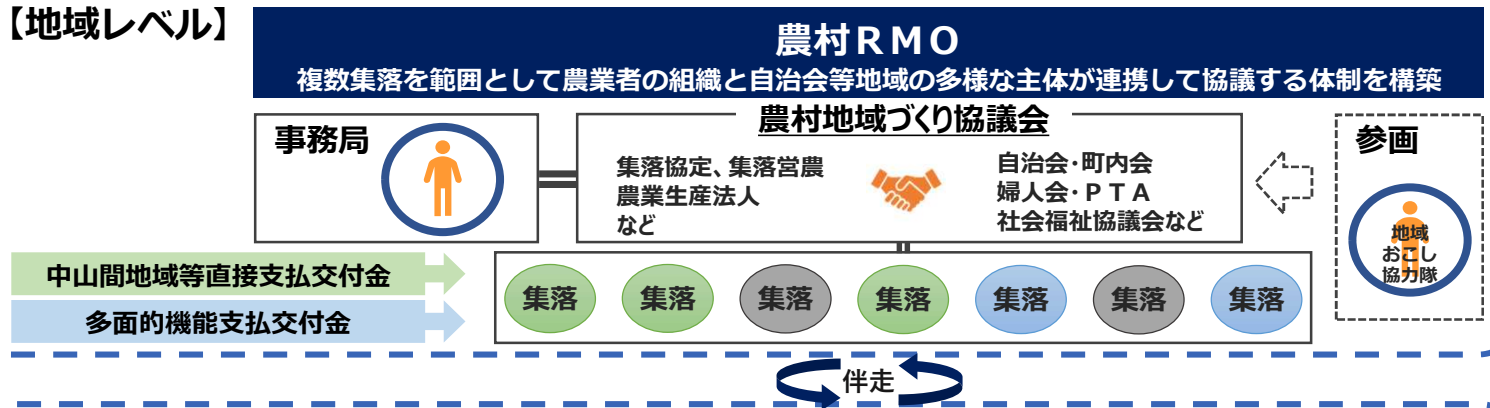 【地域レベル】
農村RMO
複数集落を範囲として農業者の組織と自治会等地域の多様な主体が連携して協議する体制を構築
事務局
農村地域づくり協議会
集落協定、集落営農
農業生産法人
など
自治会・町内会
婦人会・PTA
社会福祉協議会など
参画
地域
おこし
協力隊
中山間地域等直接支払交付金
多面的機能支払交付金
集落
集落
集落
集落
集落
集落
集落
伴走